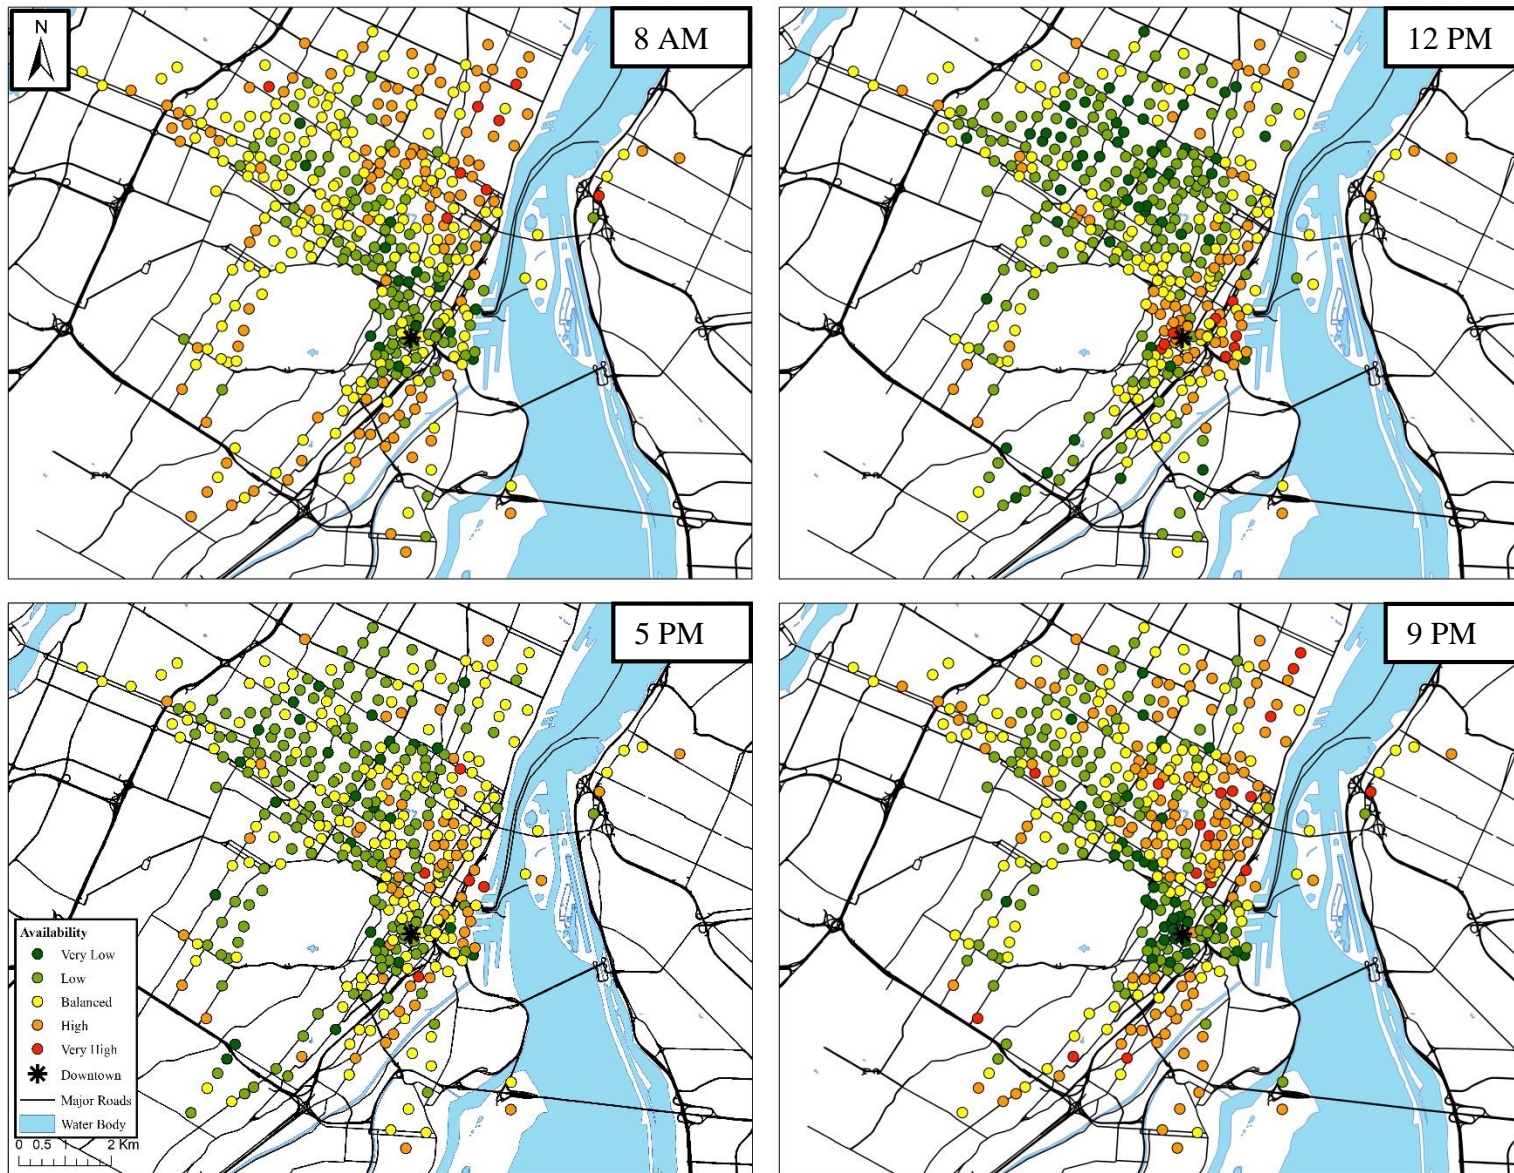 N
8 AM
12 PM
5 PM
9 PM
Availability
Very Low
Low
Balanced
High
Very High
Downtown
Major Roads
Water Body
0 0.5 1 2 Km